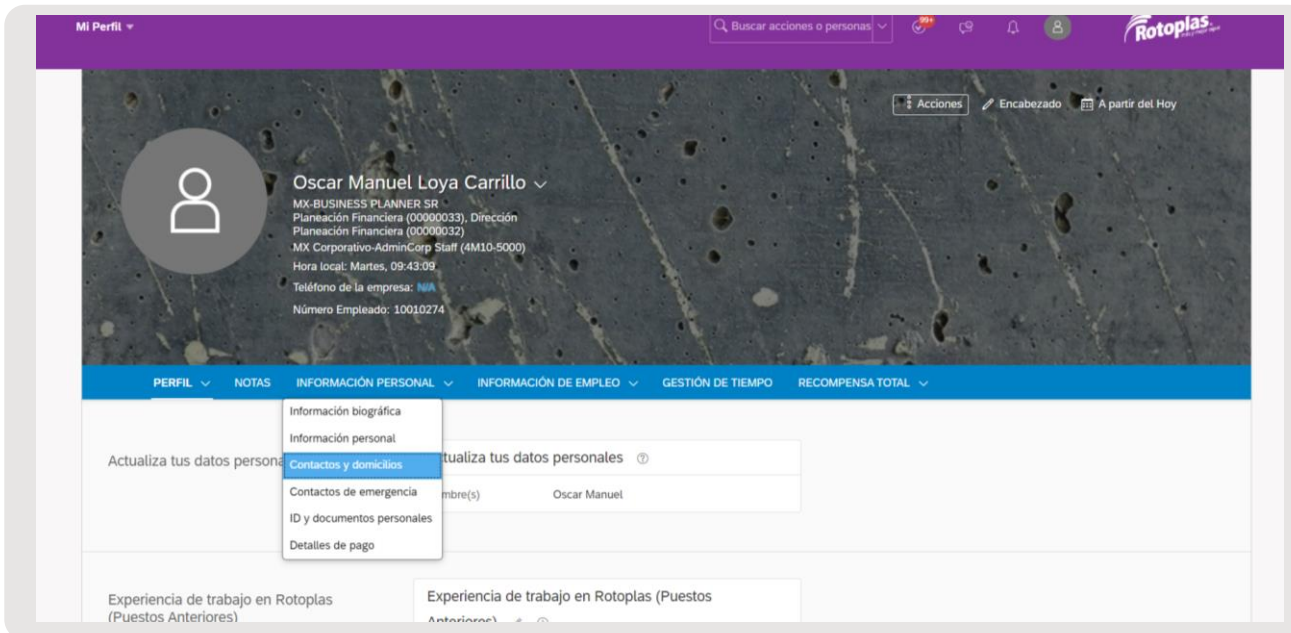 Mi Perfil
Buscar acciones o personas
99+
Rotoplas
Acciones
Encabezado
A partir del Hoy
Oscar Manuel Loya Carrillo
MX-BUSINESS PLANNER SR
Planeación Financiera (00000033), Dirección
Planeación Financiera (00000032)
MX Corporativo-AdminCorp Staff (4M10-5000)
Hora local: Martes, 09:43:09
Teléfono de la empresa: N/A
Número Empleado: 10010274
PERFIL NOTAS INFORMACIÓN PERSONAL INFORMACIÓN DE EMPLEO GESTIÓN DE TIEMPO RECOMPENSA TOTAL
Información biográfica
Información personal
Contactos y domicilios
Contactos de emergencia
ID y documentos personales
Detalles de pago
Actualiza tus datos persona
ctualiza tus datos personales
mbre(s) Oscar Manuel
Experiencia de trabajo en Rotoplas
(Puestos Anteriores)
Experiencia de trabajo en Rotoplas (Puestos
Anteriores)